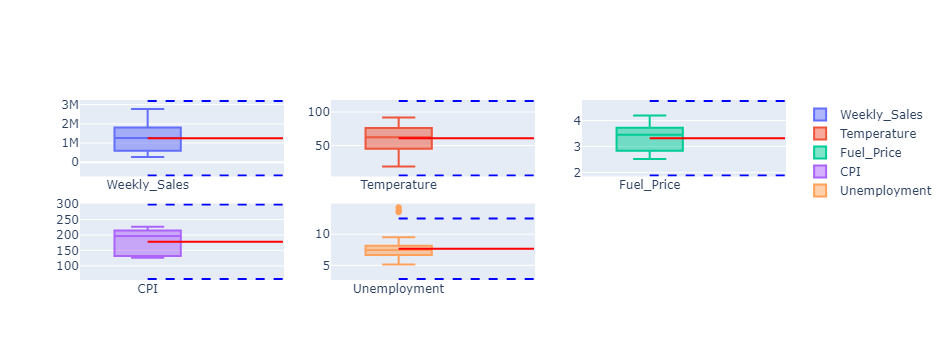 3M
2M
1M
0
Weekly_Sales
100
50
Temperature
4
3
2
Fuel_Price
Weekly_Sales
Temperature
Fuel_Price
CPI
Unemployment
300
250
200
150
100
CPI
10
5
Unemployment